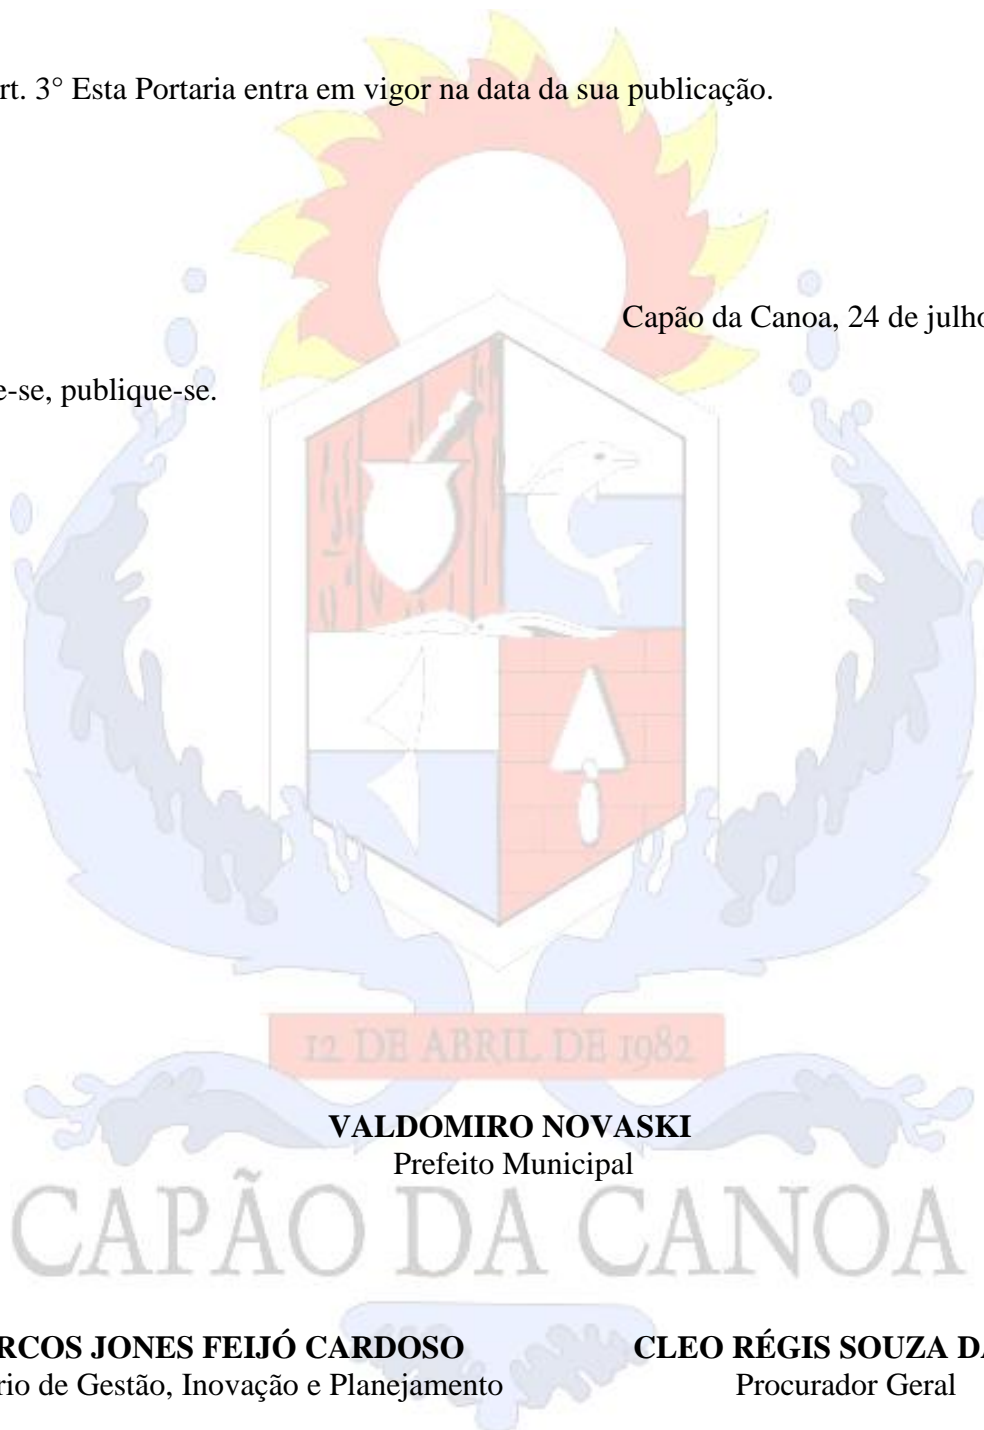 rt. 3° Esta Portaria entra em vigor na data da sua publicação.
Capão da Canoa, 24 de julho
e-se, publique-se.
12 DE ABRIL DE 1982
VALDOMIRO NOVASKI
Prefeito Municipal
CAPÃO DA CANOA
RCOS JONES FEIJÓ CARDOSO
CLEO RÉGIS SOUZA DA
rio de Gestão, Inovação e Planejamento
Procurador Geral